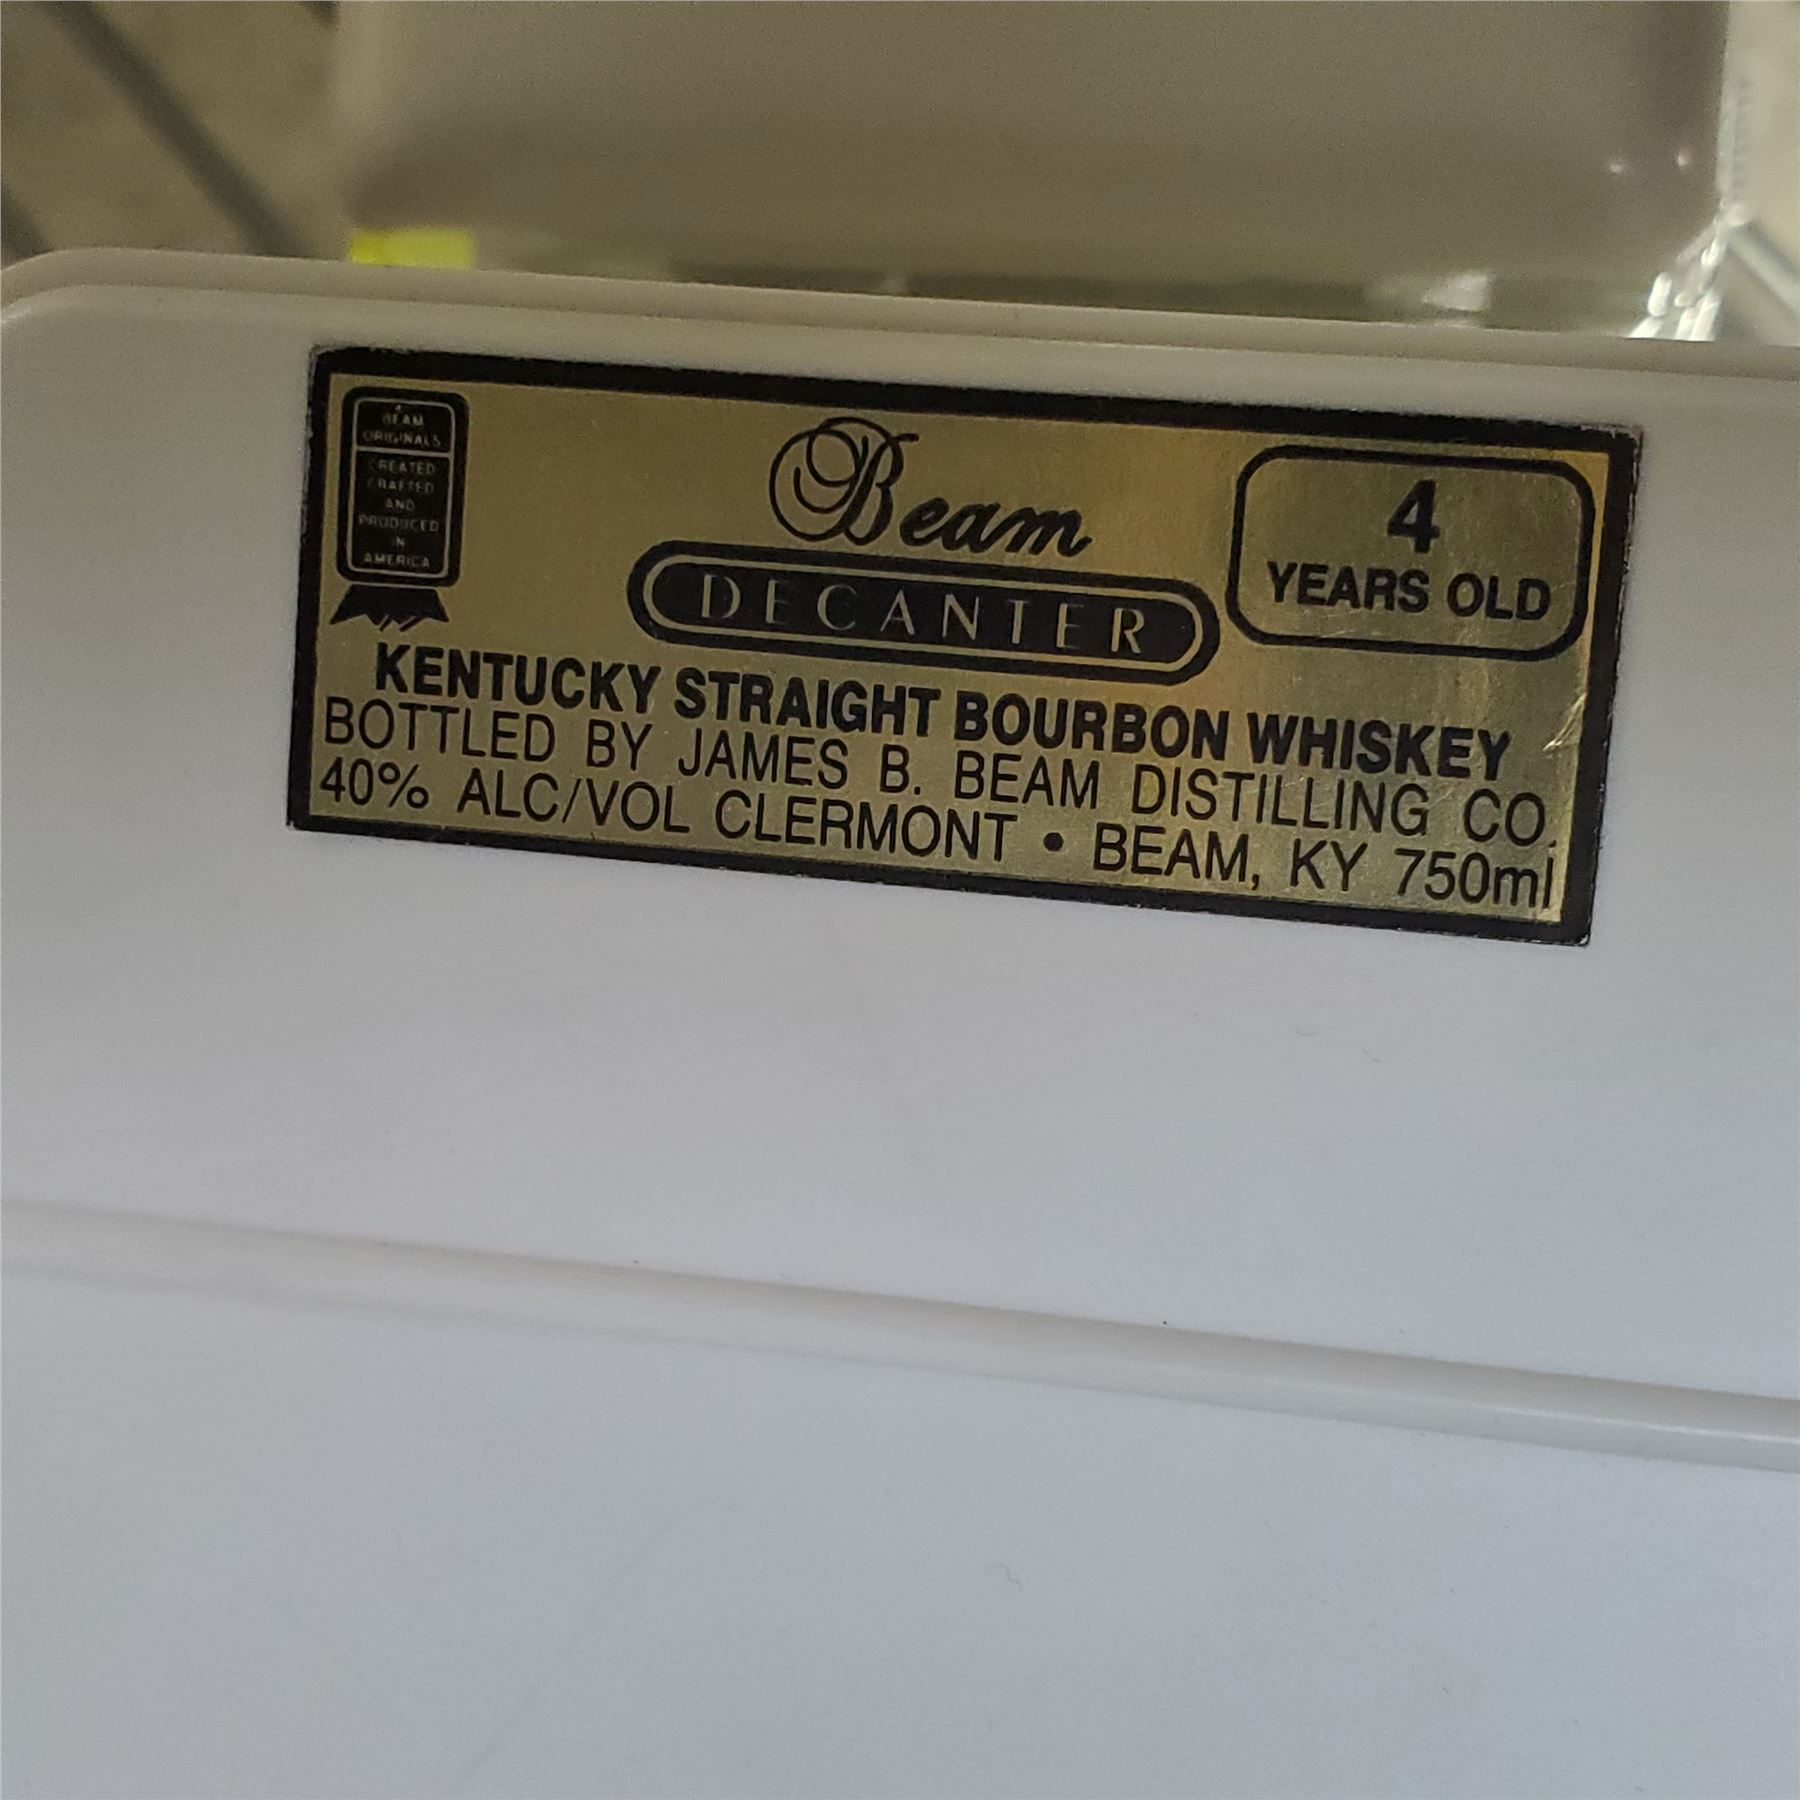 A
BEAM
ORIGINALS
CREATED
CRAFTED
AND
PRODUCED
IN
AMERICA
Beam
DECANTER
4
YEARS OLD
KENTUCKY STRAIGHT BOURBON WHISKEY
BOTTLED BY JAMES B. BEAM DISTILLING CO.
40% ALC/VOL CLERMONT • BEAM, KY 750ml